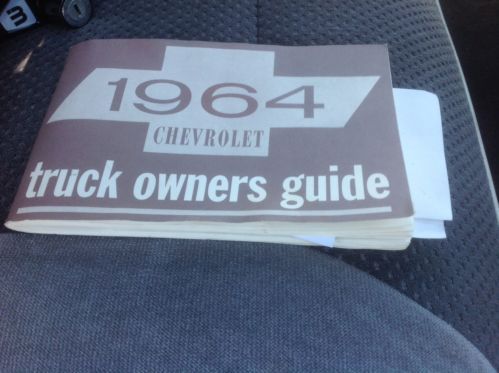 1964
CHEVROLET
truck owners guide